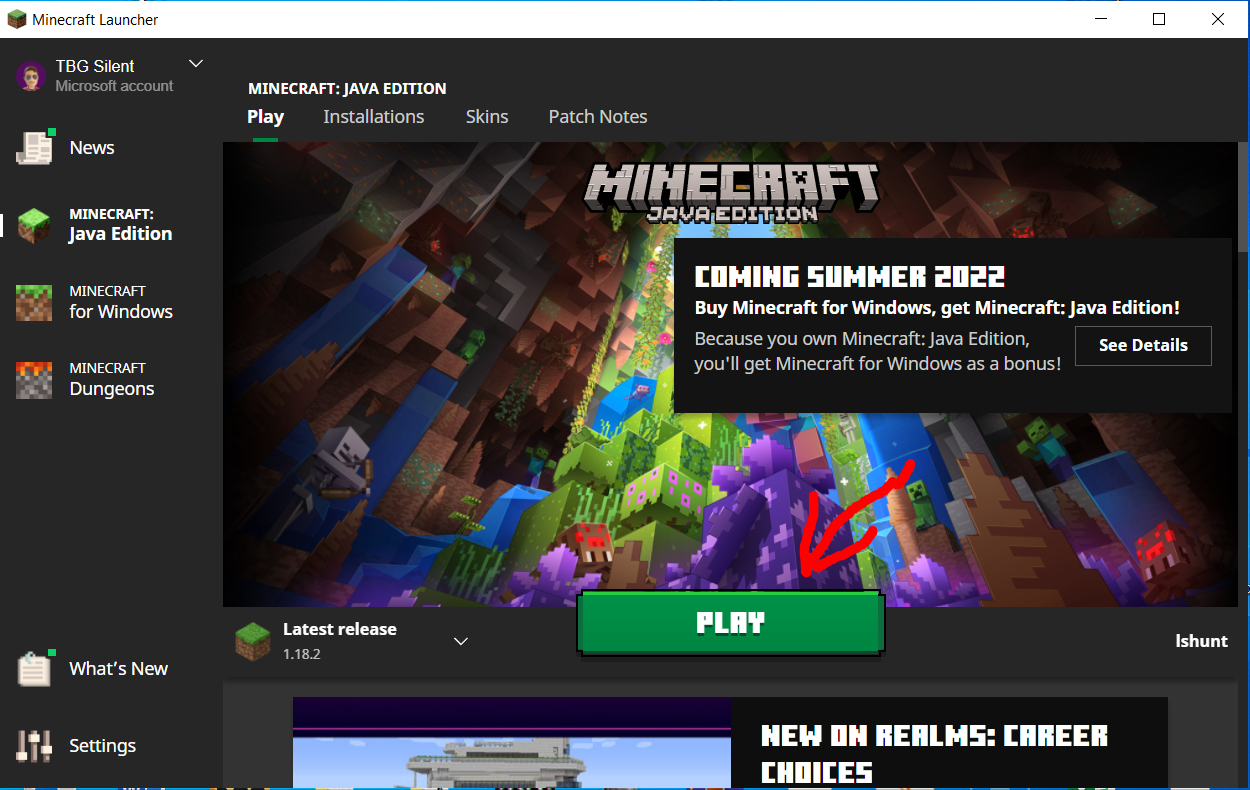 Minecraft Launcher
TBG Silent
Microsoft account
News
MINECRAFT:
Java Edition
MINECRAFT
for Windows
MINECRAFT
Dungeons
What's New
Settings
MINECRAFT: JAVA EDITION
Play Installations Skins Patch Notes
MINECRAFT
JAVA EDITION
COMING SUMMER 2022
Buy Minecraft for Windows, get Minecraft: Java Edition!
Because you own Minecraft: Java Edition,
you'll get Minecraft for Windows as a bonus!
See Details
Latest release
1.18.2
PLAY
lshunt
NEW ON REALMS: CAREER
CHOICES